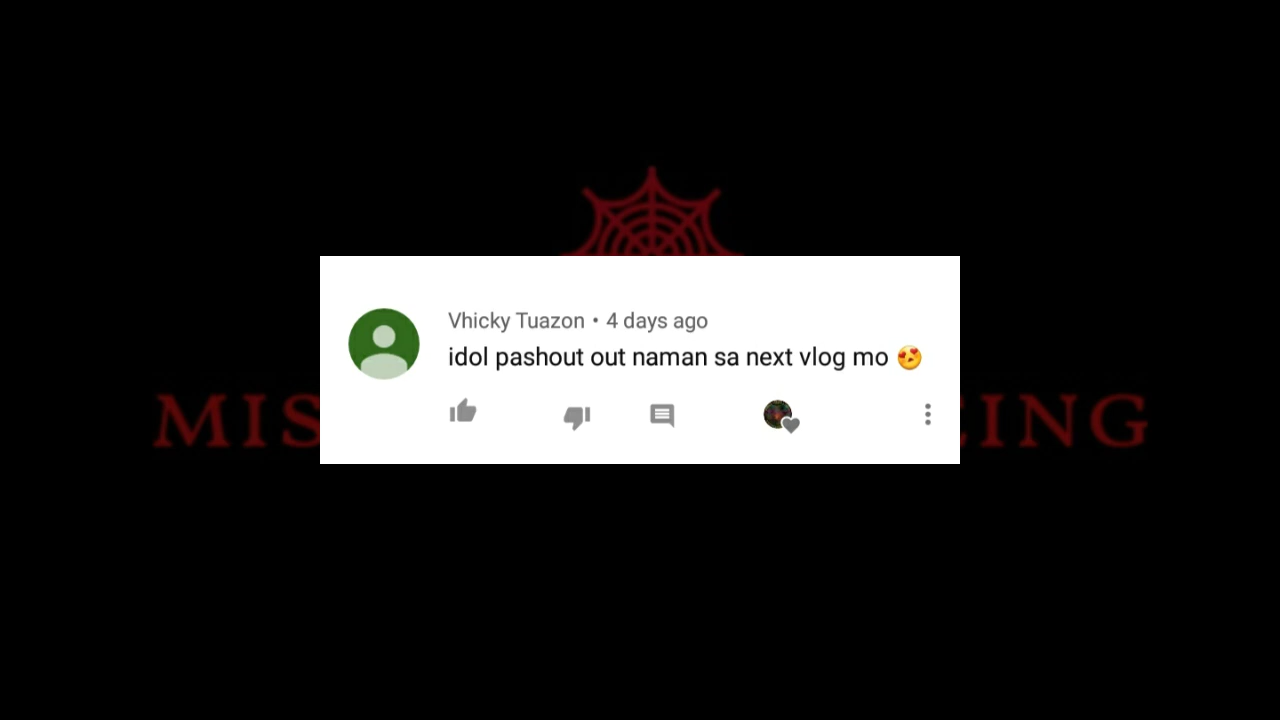 Vhicky Tuazon • 4 days ago
idol pashout out naman sa next vlog mo 😍